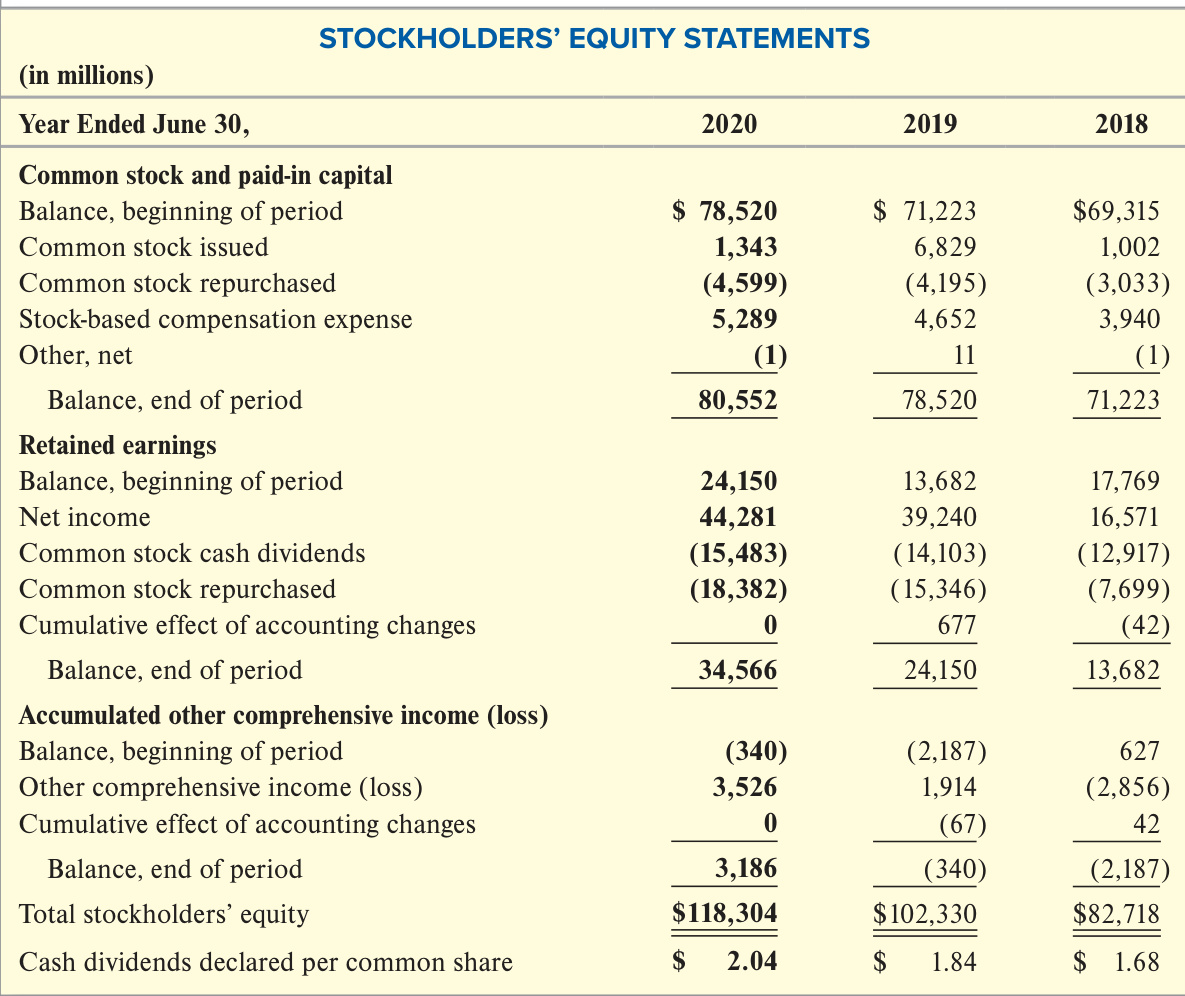 STOCKHOLDERS’ EQUITY STATEMENTS
(in millions)
Year Ended June 30, 2020 2019 2018
Common stock and paid-in capital
Balance, beginning of period $ 78,520 $ 71,223 $69,315
Common stock issued 1,343 6,829 1,002
Common stock repurchased (4,599) (4,195) (3,033)
Stock-based compensation expense 5,289 4,652 3,940
Other, net (1) 11 (1)
Balance, end of period 80,552 78,520 71,223
Retained earnings
Balance, beginning of period 24,150 13,682 17,769
Net income 44,281 39,240 16,571
Common stock cash dividends (15,483) (14,103) (12,917)
Common stock repurchased (18,382) (15,346) (7,699)
Cumulative effect of accounting changes 0 677 (42)
Balance, end of period 34,566 24,150 13,682
Accumulated other comprehensive income (loss)
Balance, beginning of period (340) (2,187) 627
Other comprehensive income (loss) 3,526 1,914 (2,856)
Cumulative effect of accounting changes 0 (67) 42
Balance, end of period 3,186 (340) (2,187)
Total stockholders’ equity $118,304 $102,330 $82,718
Cash dividends declared per common share $ 2.04 $ 1.84 $ 1.68